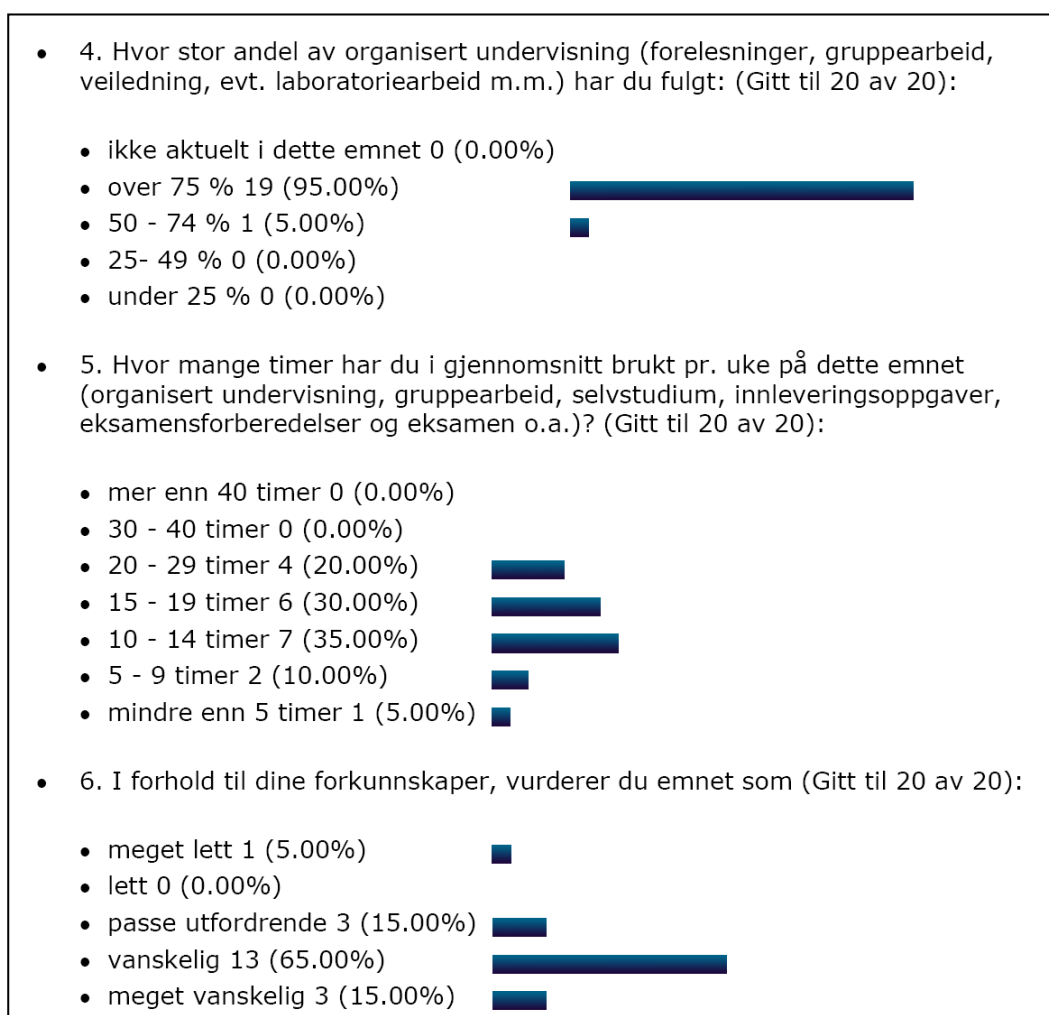 • 4. Hvor stor andel av organisert undervisning (forelesninger, gruppearbeid,
veiledning, evt. laboratoriearbeid m.m.) har du fulgt: (Gitt til 20 av 20):
• ikke aktuelt i dette emnet 0 (0.00%)
• over 75 % 19 (95.00%)
• 50 - 74 % 1 (5.00%)
• 25- 49 % 0 (0.00%)
• under 25 % 0 (0.00%)
• 5. Hvor mange timer har du i gjennomsnitt brukt pr. uke på dette emnet
(organisert undervisning, gruppearbeid, selvstudium, innleveringsoppgaver,
eksamensforberedelser og eksamen o.a.)? (Gitt til 20 av 20):
• mer enn 40 timer 0 (0.00%)
• 30 - 40 timer 0 (0.00%)
• 20 - 29 timer 4 (20.00%)
• 15 - 19 timer 6 (30.00%)
• 10 - 14 timer 7 (35.00%)
• 5 - 9 timer 2 (10.00%)
• mindre enn 5 timer 1 (5.00%)
• 6. I forhold til dine forkunnskaper, vurderer du emnet som (Gitt til 20 av 20):
• meget lett 1 (5.00%)
• lett 0 (0.00%)
• passe utfordrende 3 (15.00%)
• vanskelig 13 (65.00%)
• meget vanskelig 3 (15.00%)